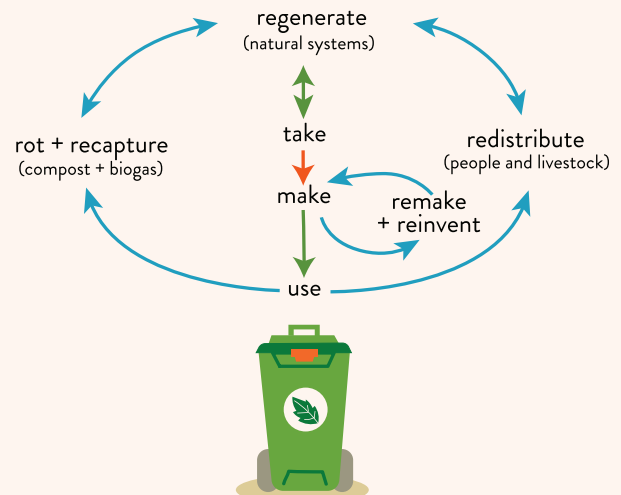 regenerate
(natural systems)
take
rot + recapture
(compost + biogas)
redistribute
(people and livestock)
make
remake
+ reinvent
use